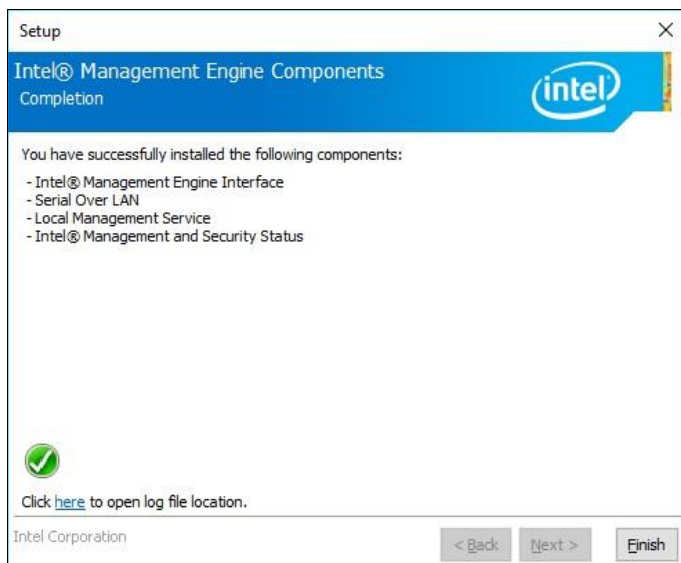 Setup
Intel® Management Engine Components
Completion
intel
You have successfully installed the following components:
- Intel® Management Engine Interface
- Serial Over LAN
- Local Management Service
- Intel® Management and Security Status
Click here to open log file location.
Intel Corporation
< Back Next > Finish